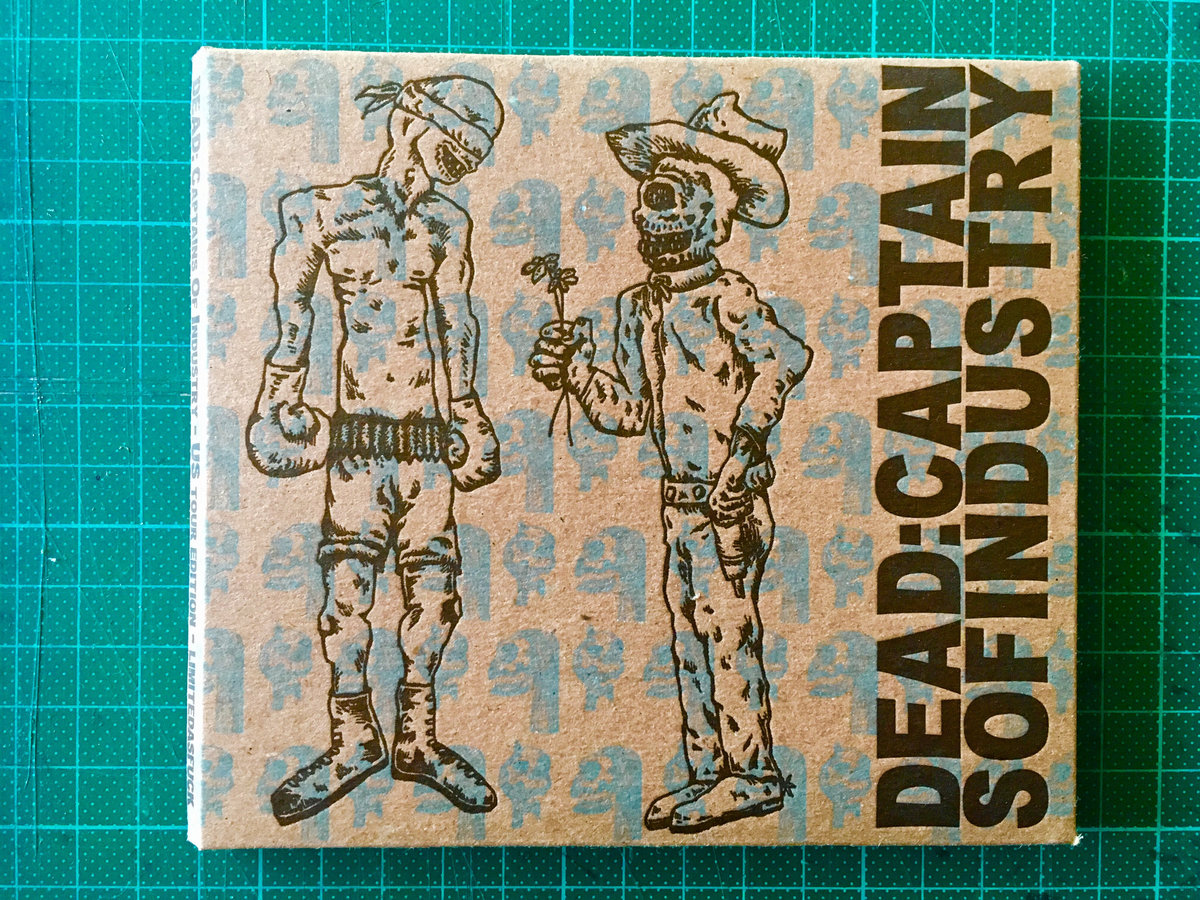 DEAD: CAPTAINS OF INDUSTRY – US TOUR EDITION – LIMITEDASFUCK
DEAD:CAPTAIN
SOFINDUSTRY